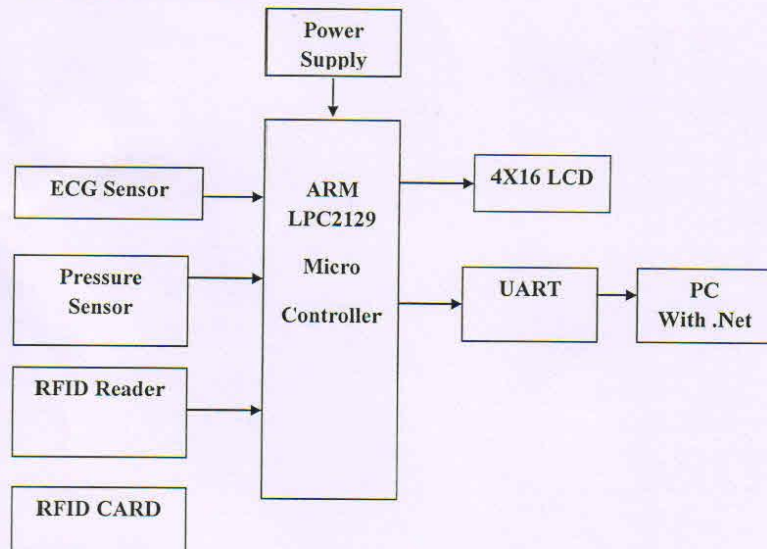 Power
Supply
ECG Sensor
ARM
LPC2129
Micro
Controller
4X16 LCD
Pressure
Sensor
UART
PC
With .Net
RFID Reader
RFID CARD